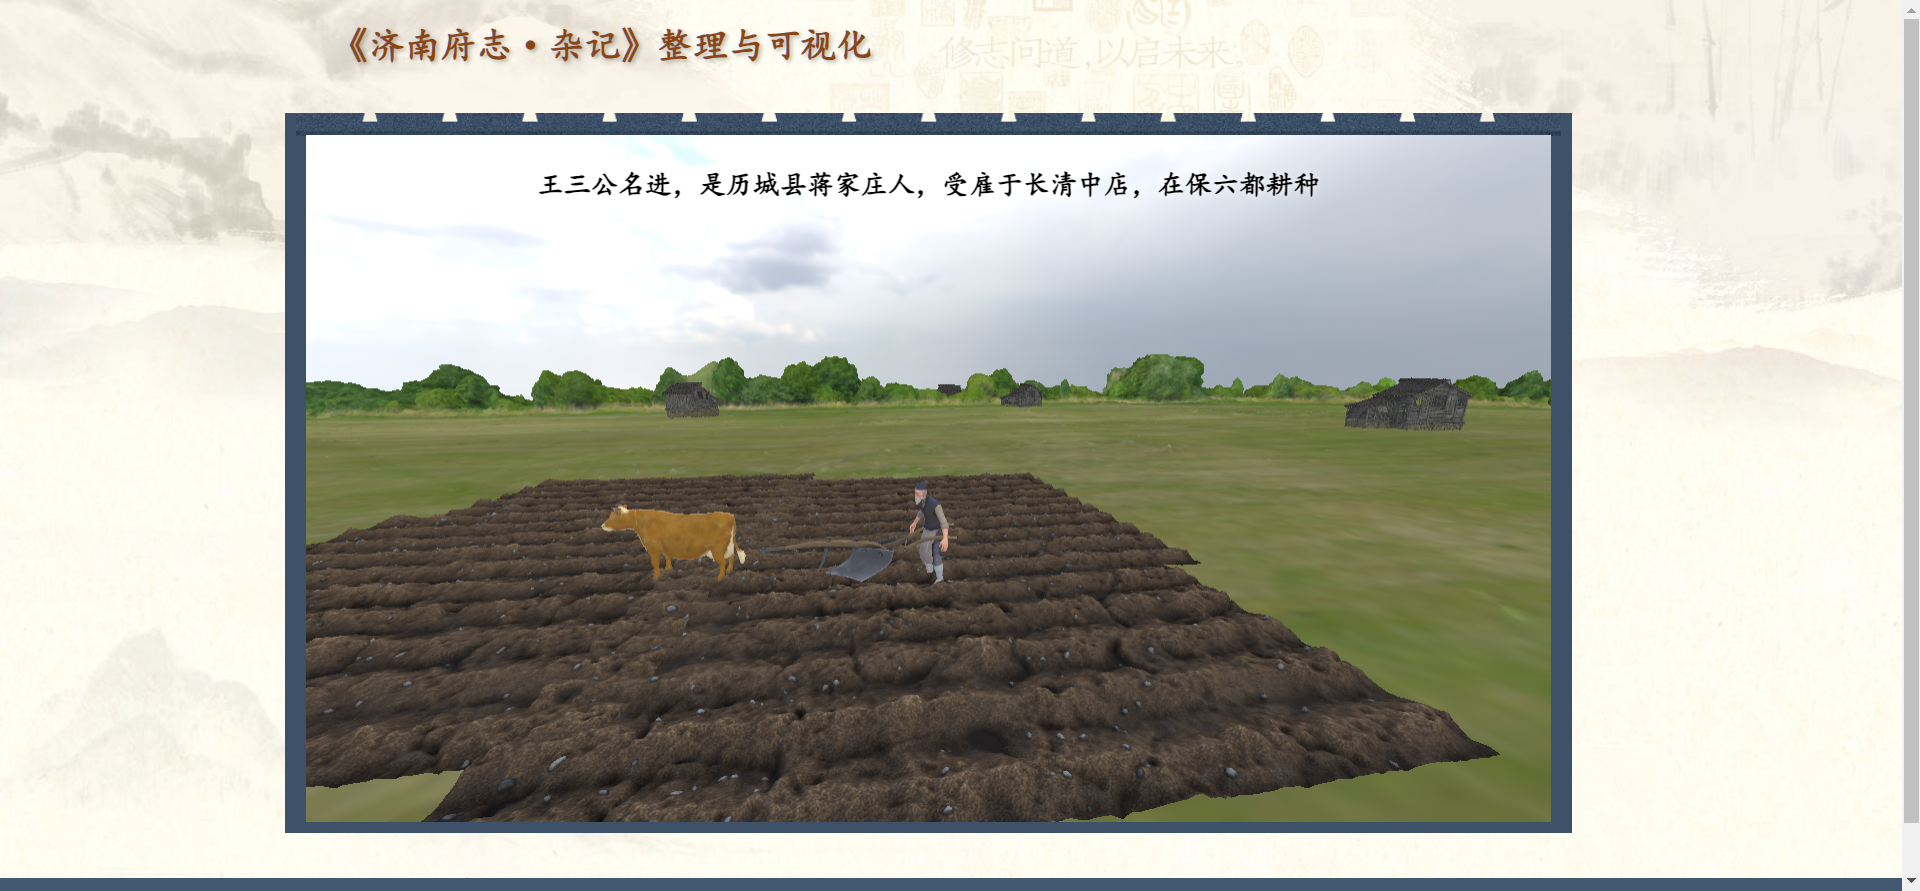 《济南府志·杂记》整理与可视化
修志问道,以启未来。
王三公名进，是历城县蒋家庄人，受雇于长清中店，在保六都耕种